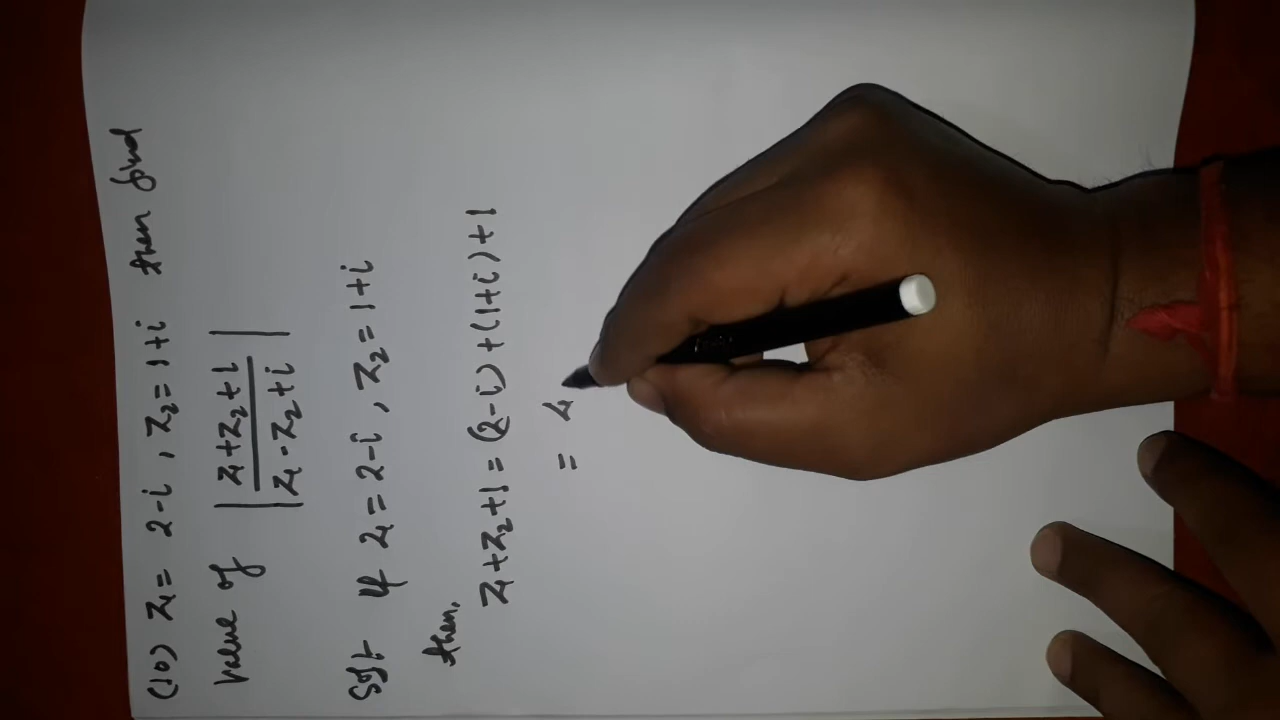 (10) z₁ = 2-i, z₂ = 1+i then find
value of | z₁+z₂+1 / z₁-z₂+i |
Solⁿ: If z₁ = 2-i, z₂ = 1+i
then,
z₁+z₂+1 = (2-i)+(1+i)+1
= 4